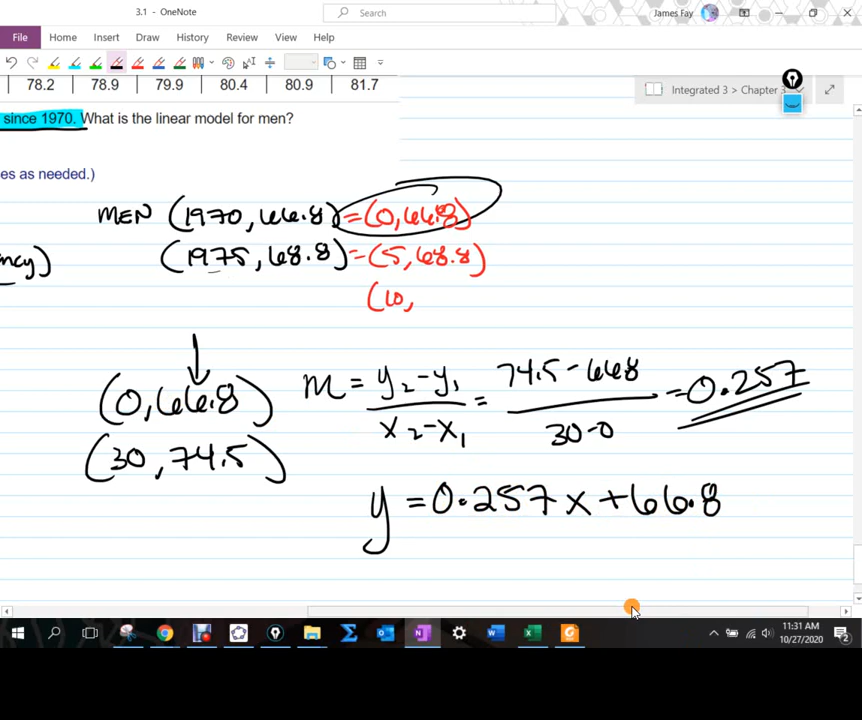 3.1 - OneNote
Search
James Fay
File Home Insert Draw History Review View Help
78.2 78.9 79.9 80.4 80.9 81.7
Integrated 3 > Chapter 3
since 1970. What is the linear model for men?
es as needed.)
MEN (1970, 66.8) = (0, 66.8)
ncy) (1975, 68.8) = (5, 68.8)
(10,
(0, 66.8)
(30, 74.5)
m = y2-y1 / x2-x1 = 74.5-66.8 / 30-0 = 0.257
y = 0.257x + 66.8
11:31 AM
10/27/2020
2